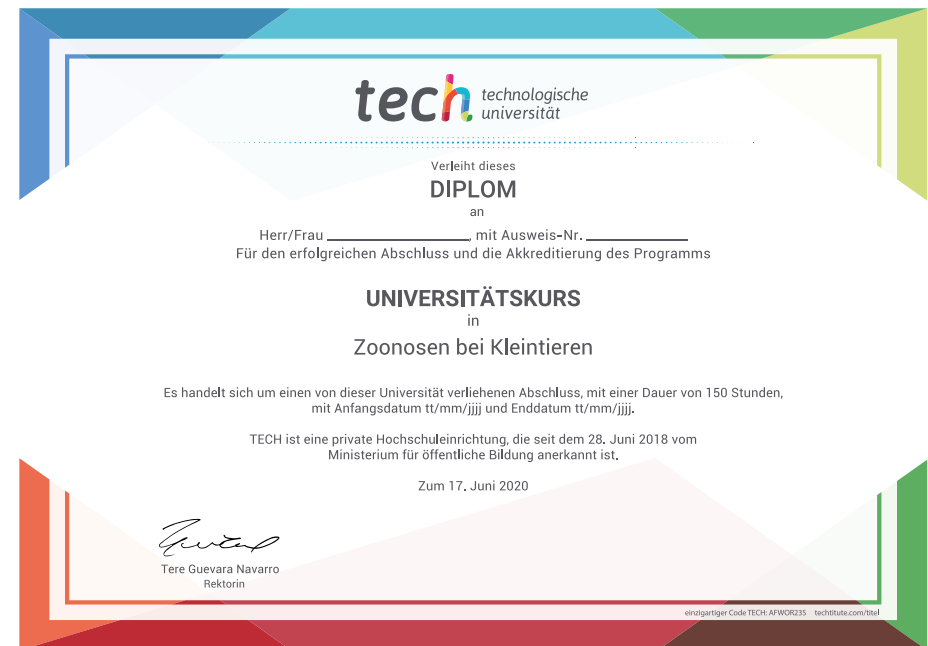 tech technologische
universität
Verleiht dieses
DIPLOM
an
Herr/Frau ____________________, mit Ausweis-Nr. ______________
Für den erfolgreichen Abschluss und die Akkreditierung des Programms
UNIVERSITÄTSKURS
in
Zoonosen bei Kleintieren
Es handelt sich um einen von dieser Universität verliehenen Abschluss, mit einer Dauer von 150 Stunden,
mit Anfangsdatum tt/mm/jjjj und Enddatum tt/mm/jjjj.
TECH ist eine private Hochschuleinrichtung, die seit dem 28. Juni 2018 vom
Ministerium für öffentliche Bildung anerkannt ist.
Zum 17. Juni 2020
Tere Guevara Navarro
Rektorin
einzigartiger Code TECH: AFWOR23S techtitute.com/titel